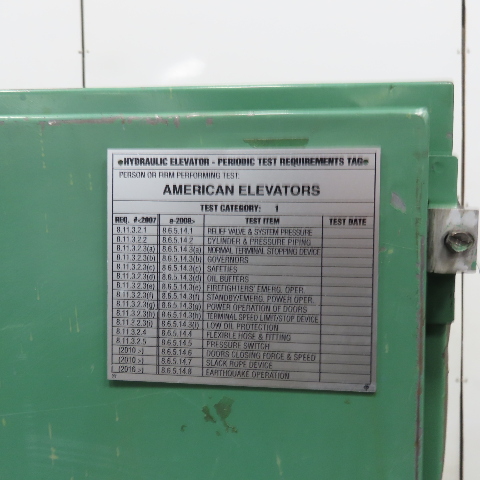 HYDRAULIC ELEVATOR - PERIODIC TEST REQUIREMENTS TAG
PERSON OR FIRM PERFORMING TEST:
AMERICAN ELEVATORS
TEST CATEGORY: 1
REQ. #<2007 #-2008> TEST ITEM TEST DATE
8.11.3.2.1 8.6.5.14.1 RELIEF VALVE & SYSTEM PRESSURE
8.11.3.2.2 8.6.5.14.2 CYLINDER & PRESSURE PIPING
8.11.3.2.3(a) 8.6.5.14.3(a) NORMAL TERMINAL STOPPING DEVICE
8.11.3.2.3(b) 8.6.5.14.3(b) GOVERNORS
8.11.3.2.3(c) 8.6.5.14.3(c) SAFETIES
8.11.3.2.3(d) 8.6.5.14.3(d) OIL BUFFERS
8.11.3.2.3(e) 8.6.5.14.3(e) FIREFIGHTERS' EMERG. OPER.
8.11.3.2.3(f) 8.6.5.14.3(f) STANDBY/EMERG. POWER OPER.
8.11.3.2.3(g) 8.6.5.14.3(g) POWER OPERATION OF DOORS
8.11.3.2.3(h) 8.6.5.14.3(h) TERMINAL SPEED LIMIT/STOP DEVICE
8.11.2.2.3(i) 8.6.5.14.3(i) LOW OIL PROTECTION
8.11.3.2.4 8.6.5.14.4 FLEXIBLE HOSE & FITTING
8.11.3.2.5 8.6.5.14.5 PRESSURE SWITCH
(2010>) 8.6.5.14.6 DOORS CLOSING FORCE & SPEED
(2010>) 8.6.5.14.7 SLACK ROPE DEVICE
(2016>) 8.6.5.14.8 EARTHQUAKE OPERATION